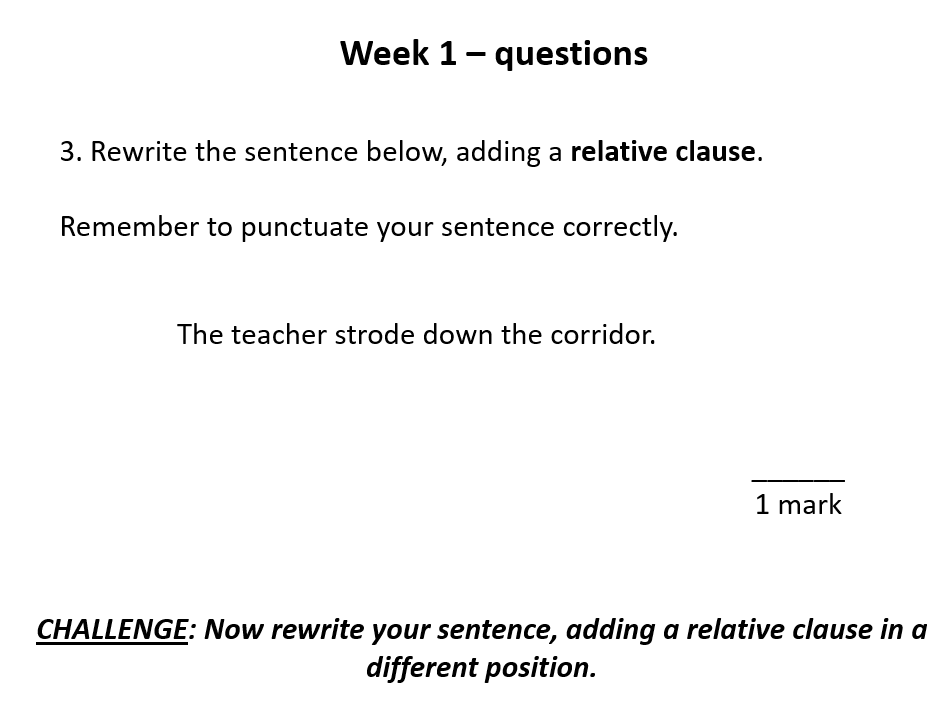 Week 1 – questions
3. Rewrite the sentence below, adding a relative clause.
Remember to punctuate your sentence correctly.
The teacher strode down the corridor.
______
1 mark
CHALLENGE: Now rewrite your sentence, adding a relative clause in a
different position.